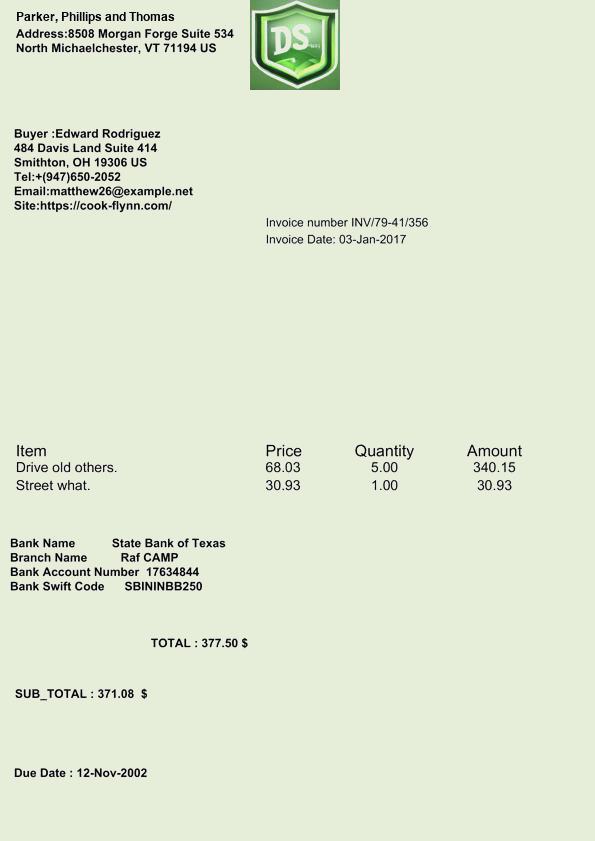 Parker, Phillips and Thomas
Address:8508 Morgan Forge Suite 534
North Michaelchester, VT 71194 US
DS
Buyer :Edward Rodriguez
484 Davis Land Suite 414
Smithton, OH 19306 US
Tel:+(947)650-2052
Email:matthew26@example.net
Site:https://cook-flynn.com/
Invoice number INV/79-41/356
Invoice Date: 03-Jan-2017
Item Price Quantity Amount
Drive old others. 68.03 5.00 340.15
Street what. 30.93 1.00 30.93
Bank Name State Bank of Texas
Branch Name Raf CAMP
Bank Account Number 17634844
Bank Swift Code SBININBB250
TOTAL : 377.50 $
SUB_TOTAL : 371.08 $
Due Date : 12-Nov-2002